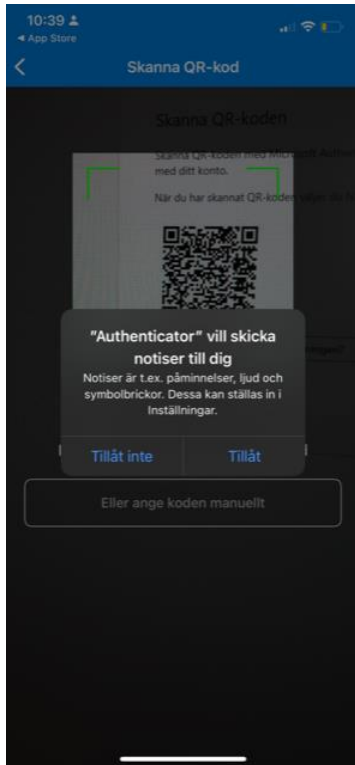 10:39
◀ App Store
Skanna QR-kod
Skanna QR-koden
Skanna QR-koden med
med ditt konto.
När du har skannat QR-koden väljer du
"Authenticator" vill skicka
notiser till dig
Notiser är t.ex. påminnelser, ljud och
symbolbrickor. Dessa kan ställas in i
Inställningar.
Tillåt inte
Tillåt
Eller ange koden manuellt